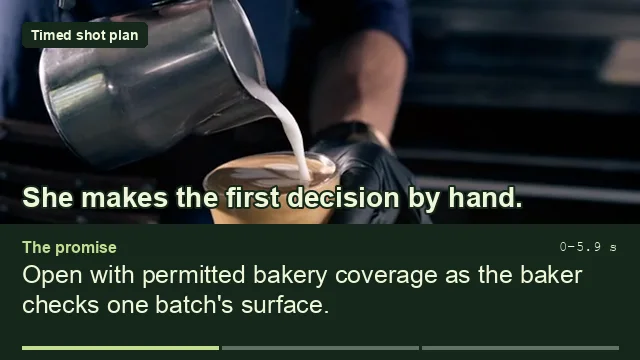 Timed shot plan
She makes the first decision by hand.
The promise
0–5.9 s
Open with permitted bakery coverage as the baker
checks one batch's surface.